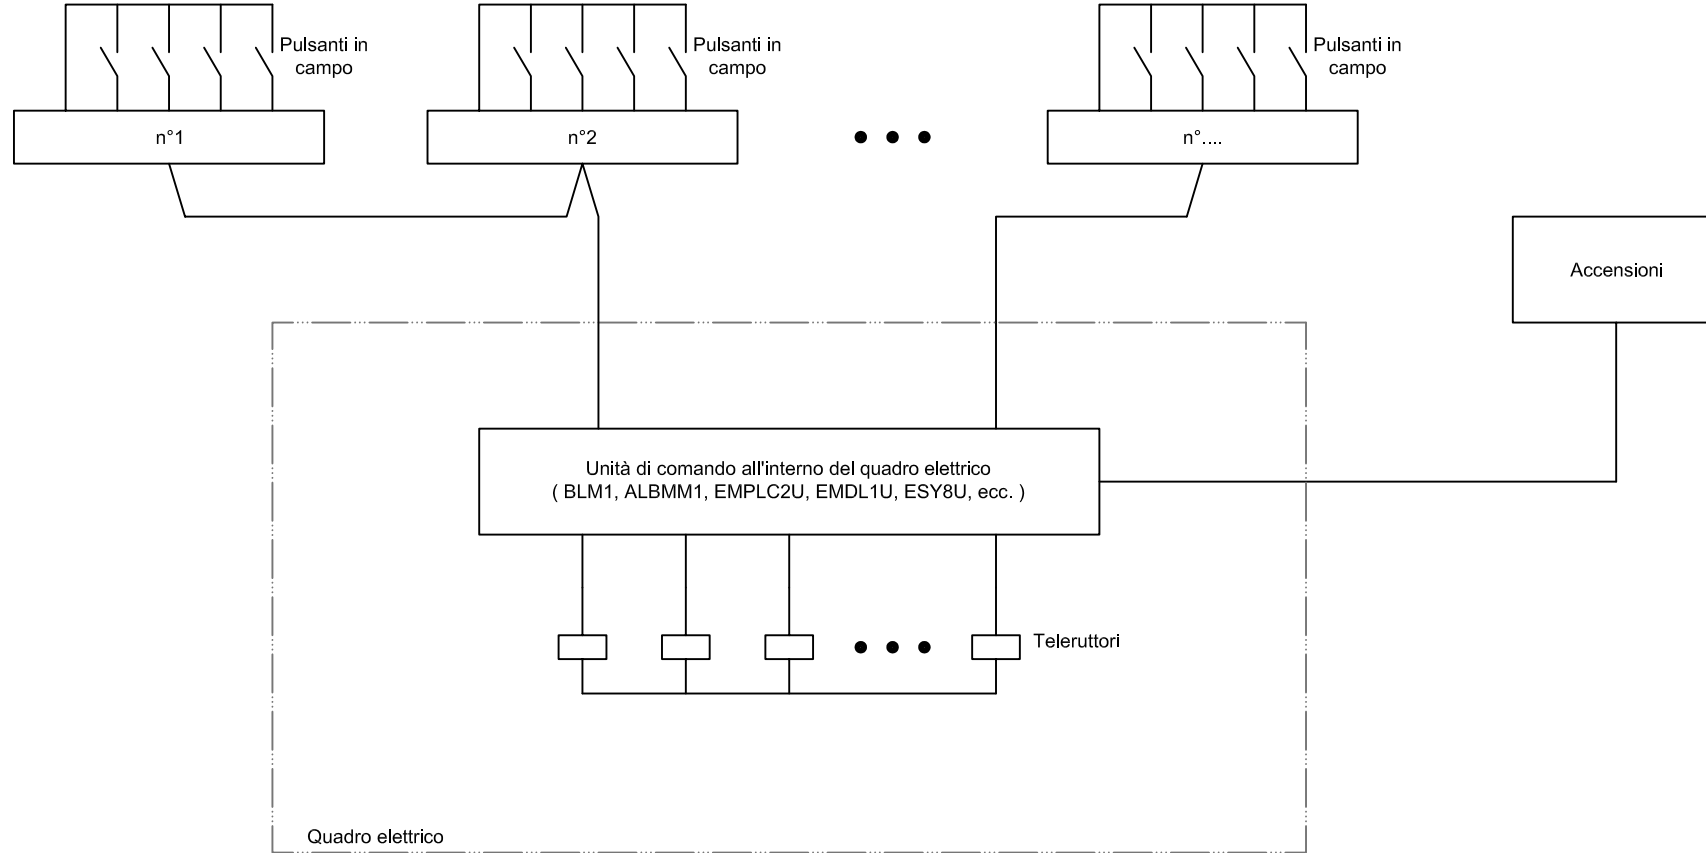 Pulsanti in
campo
Pulsanti in
campo
Pulsanti in
campo
n°1
n°2
n°....
Accensioni
Unità di comando all'interno del quadro elettrico
( BLM1, ALBMM1, EMPLC2U, EMDL1U, ESY8U, ecc. )
Teleruttori
Quadro elettrico